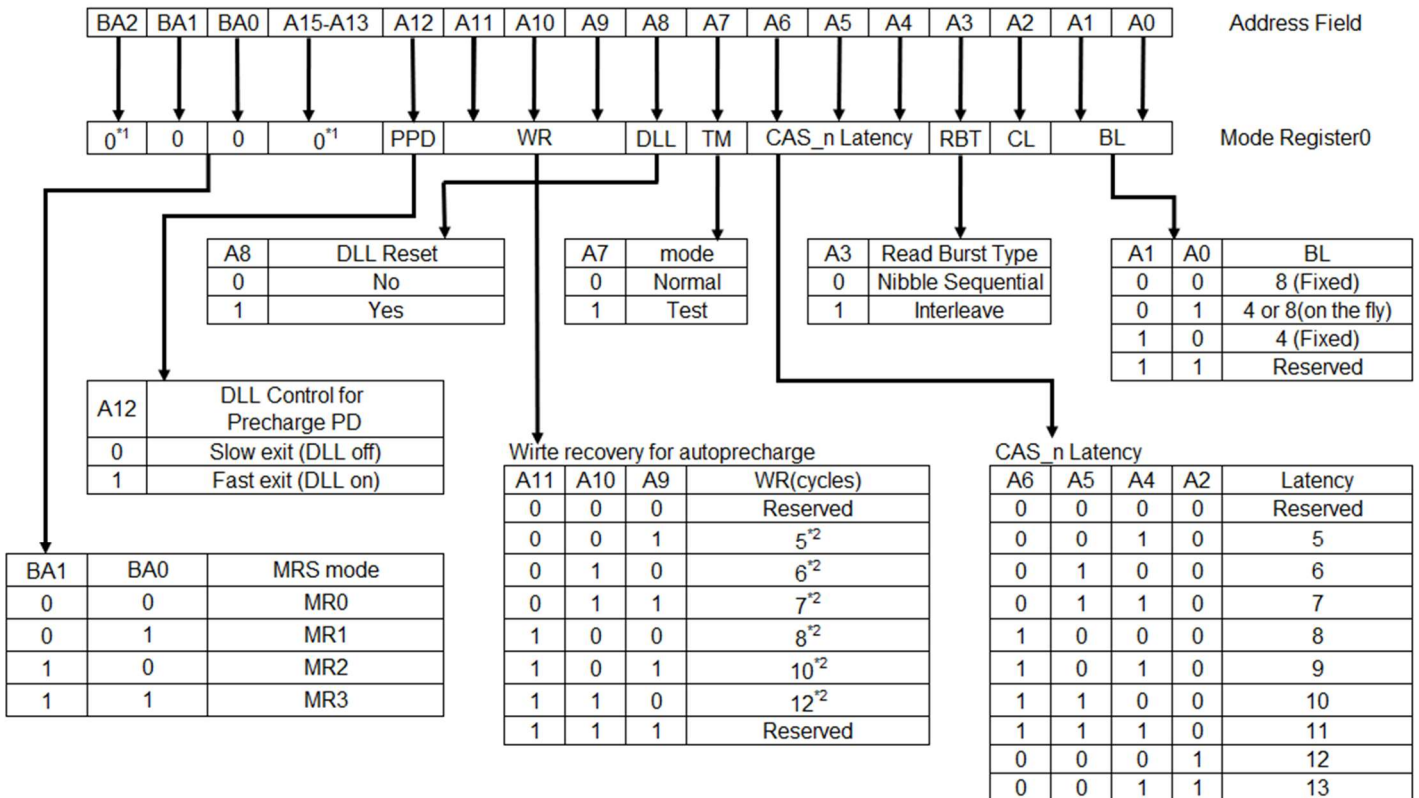 BA2 BA1 BA0 A15-A13 A12 A11 A10 A9 A8 A7 A6 A5 A4 A3 A2 A1 A0 Address Field
0*1 0 0 0*1 PPD WR DLL TM CAS_n Latency RBT CL BL Mode Register0
A8 DLL Reset
0 No
1 Yes
A7 mode
0 Normal
1 Test
A3 Read Burst Type
0 Nibble Sequential
1 Interleave
A1 A0 BL
0 0 8 (Fixed)
0 1 4 or 8(on the fly)
1 0 4 (Fixed)
1 1 Reserved
A12 DLL Control for
Precharge PD
0 Slow exit (DLL off)
1 Fast exit (DLL on)
BA1 BA0 MRS mode
0 0 MR0
0 1 MR1
1 0 MR2
1 1 MR3
Wirte recovery for autoprecharge
A11 A10 A9 WR(cycles)
0 0 0 Reserved
0 0 1 5*2
0 1 0 6*2
0 1 1 7*2
1 0 0 8*2
1 0 1 10*2
1 1 0 12*2
1 1 1 Reserved
CAS_n Latency
A6 A5 A4 A2 Latency
0 0 0 0 Reserved
0 0 1 0 5
0 1 0 0 6
0 1 1 0 7
1 0 0 0 8
1 0 1 0 9
1 1 0 0 10
1 1 1 0 11
0 0 0 1 12
0 0 1 1 13